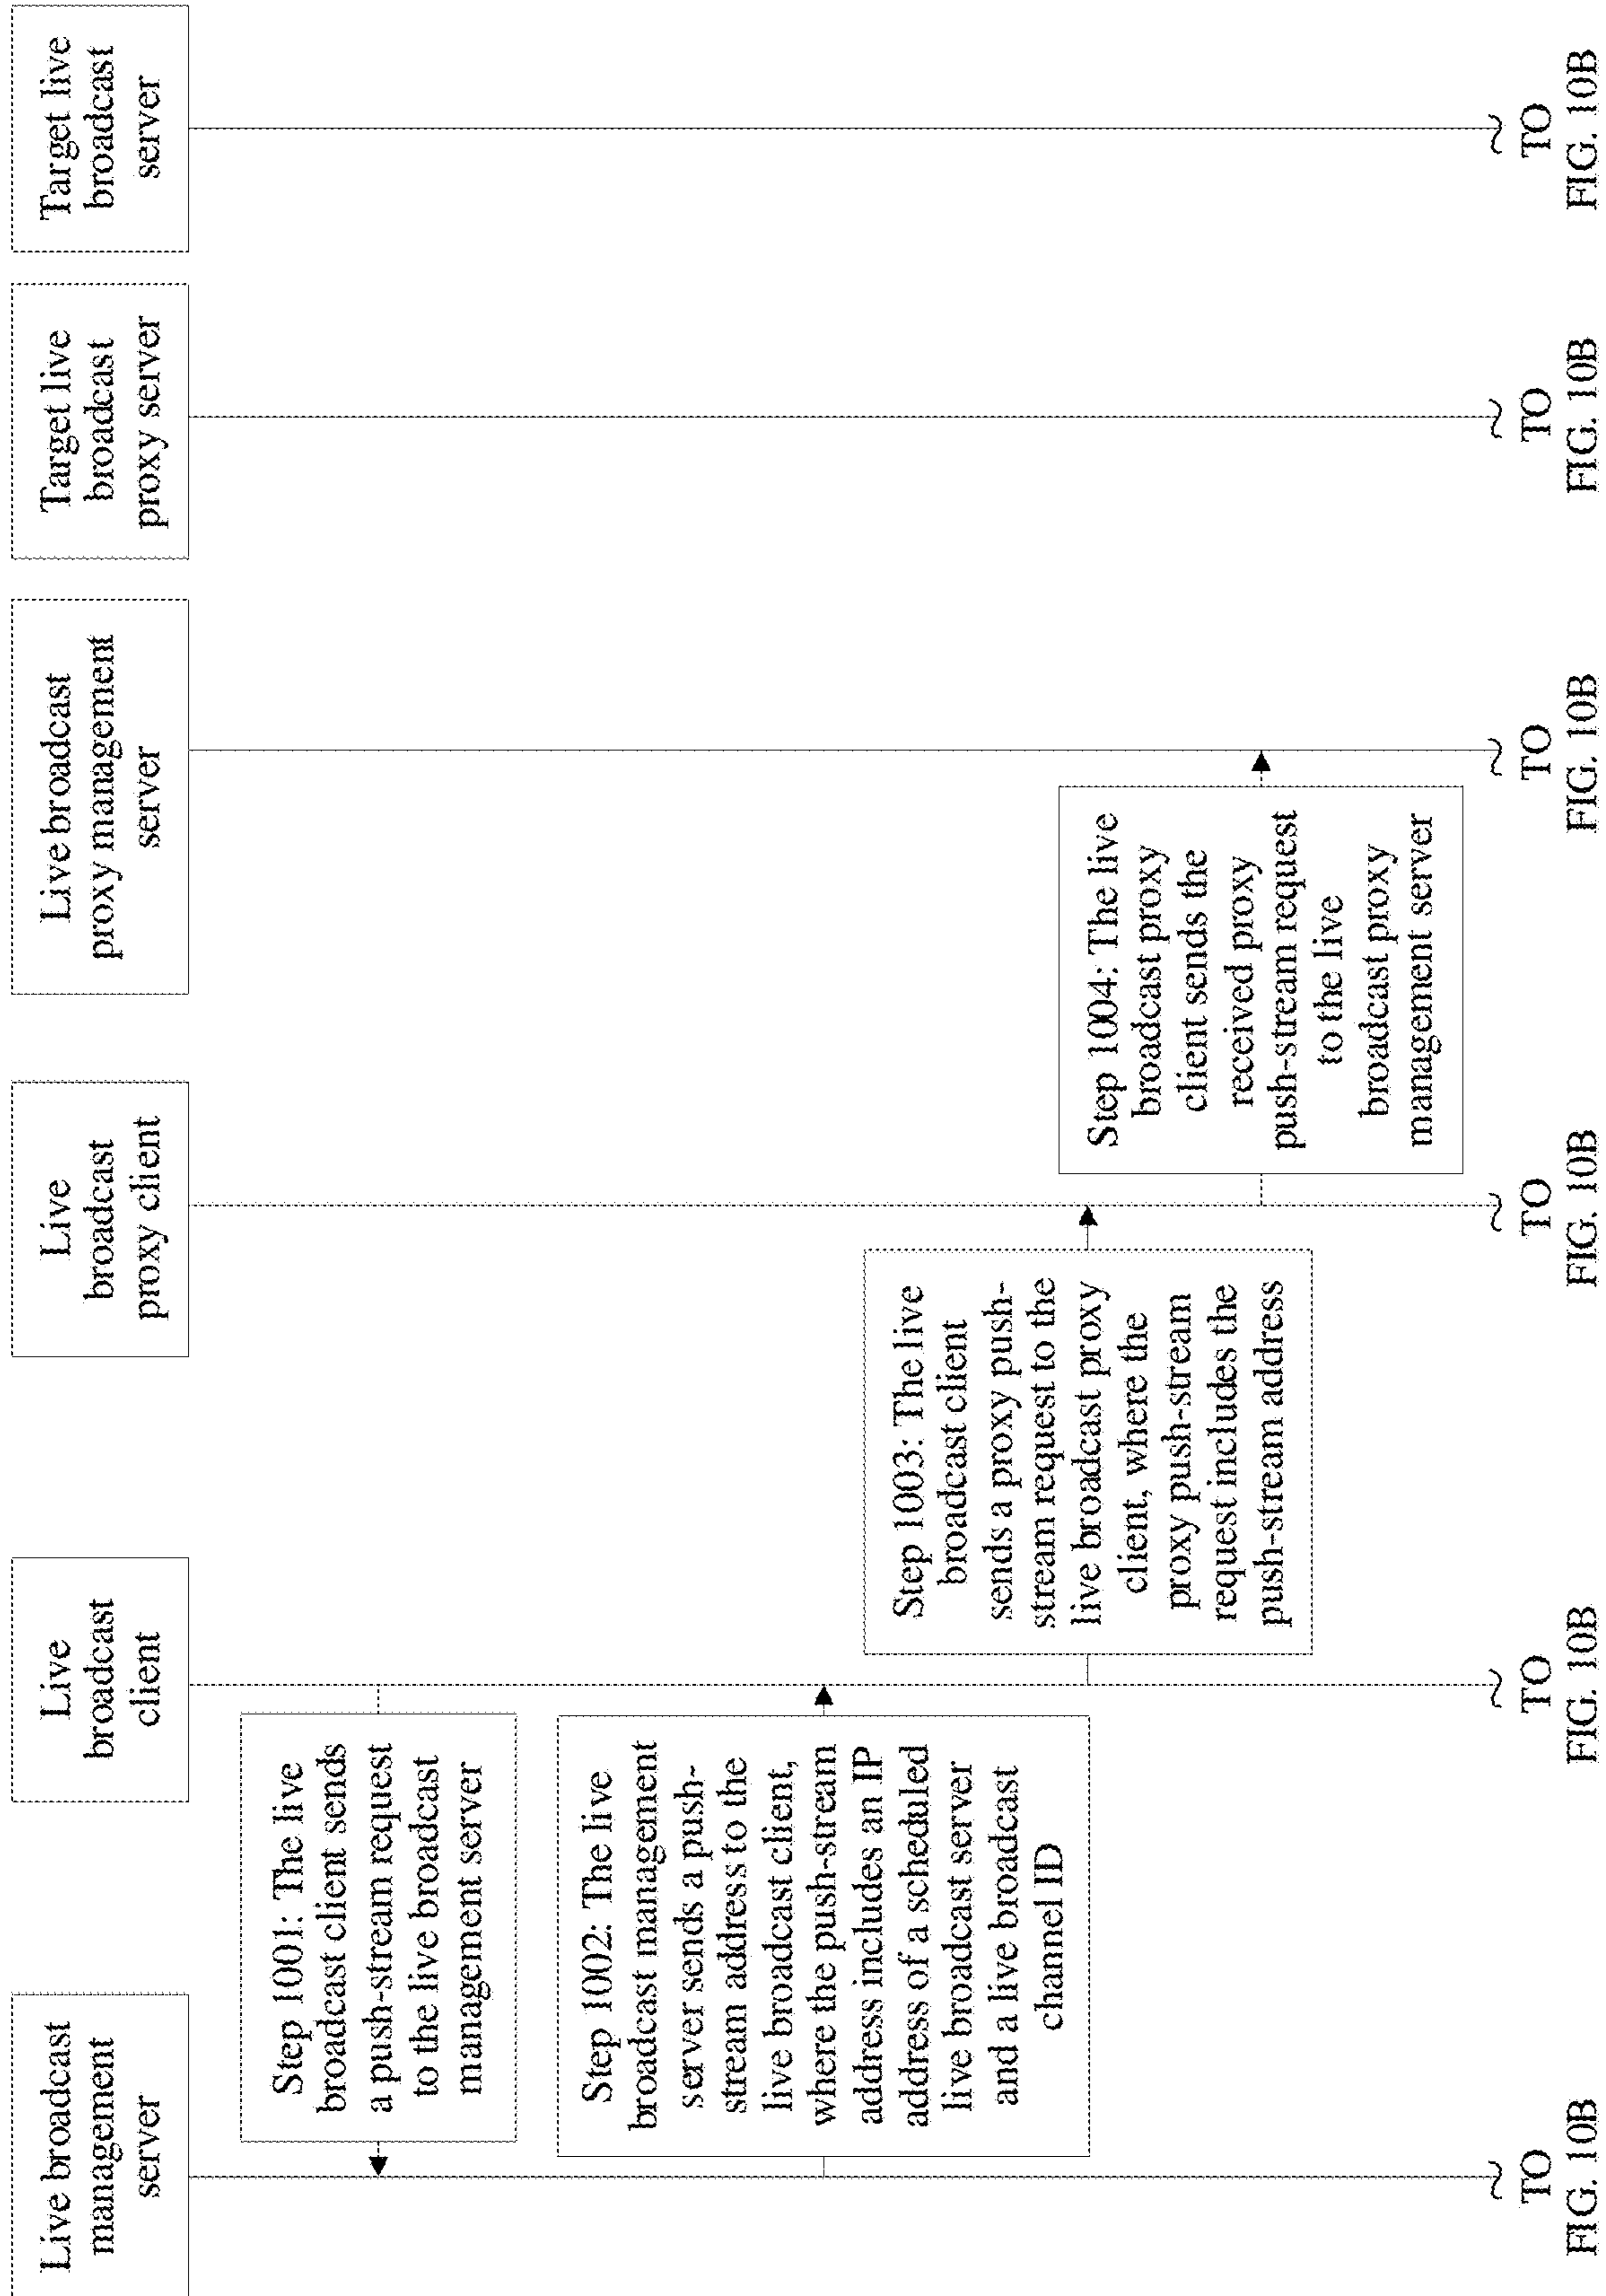 Live broadcast
management
server
Live
broadcast
client
Live
broadcast
proxy client
Live broadcast
proxy management
server
Target live
broadcast
proxy server
Target live
broadcast
server
Step 1001: The live
broadcast client sends
a push-stream request
to the live broadcast
management server
Step 1002: The live
broadcast management
server sends a push-
stream address to the
live broadcast client,
where the push-stream
address includes an IP
address of a scheduled
live broadcast server
and a live broadcast
channel ID
Step 1003: The live
broadcast client
sends a proxy push-
stream request to the
live broadcast proxy
client, where the
proxy push-stream
request includes the
push-stream address
Step 1004: The live
broadcast proxy
client sends the
received proxy
push-stream request
to the live
broadcast proxy
management server
TO
FIG. 10B
TO
FIG. 10B
TO
FIG. 10B
TO
FIG. 10B
TO
FIG. 10B
TO
FIG. 10B